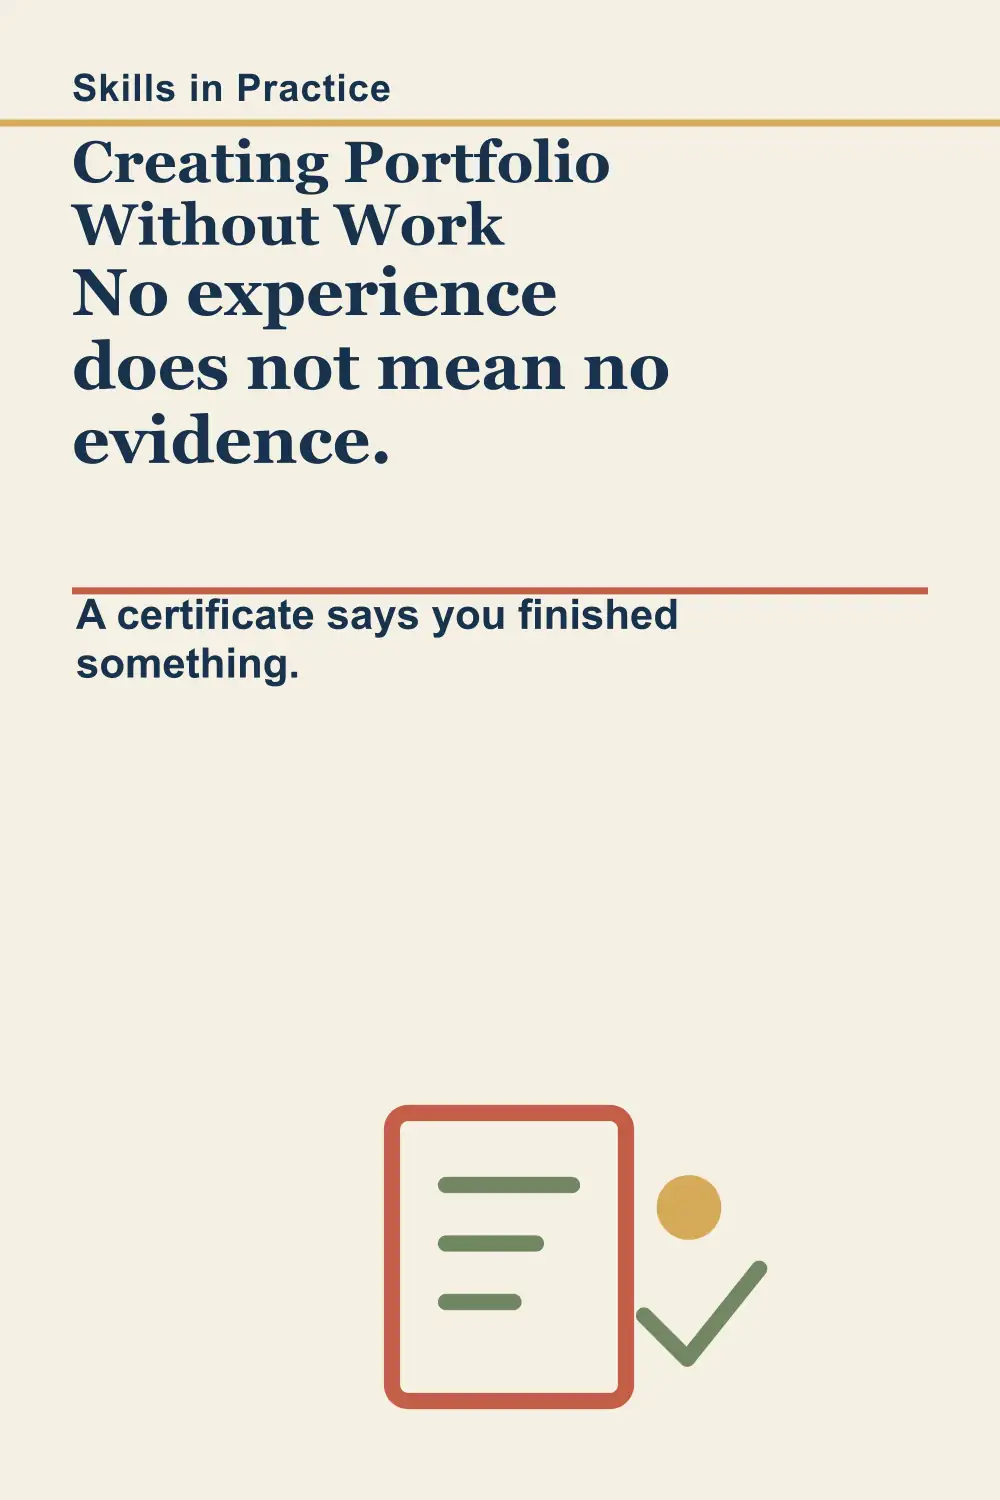 Skills in Practice
Creating Portfolio
Without Work
No experience
does not mean no
evidence.
A certificate says you finished
something.